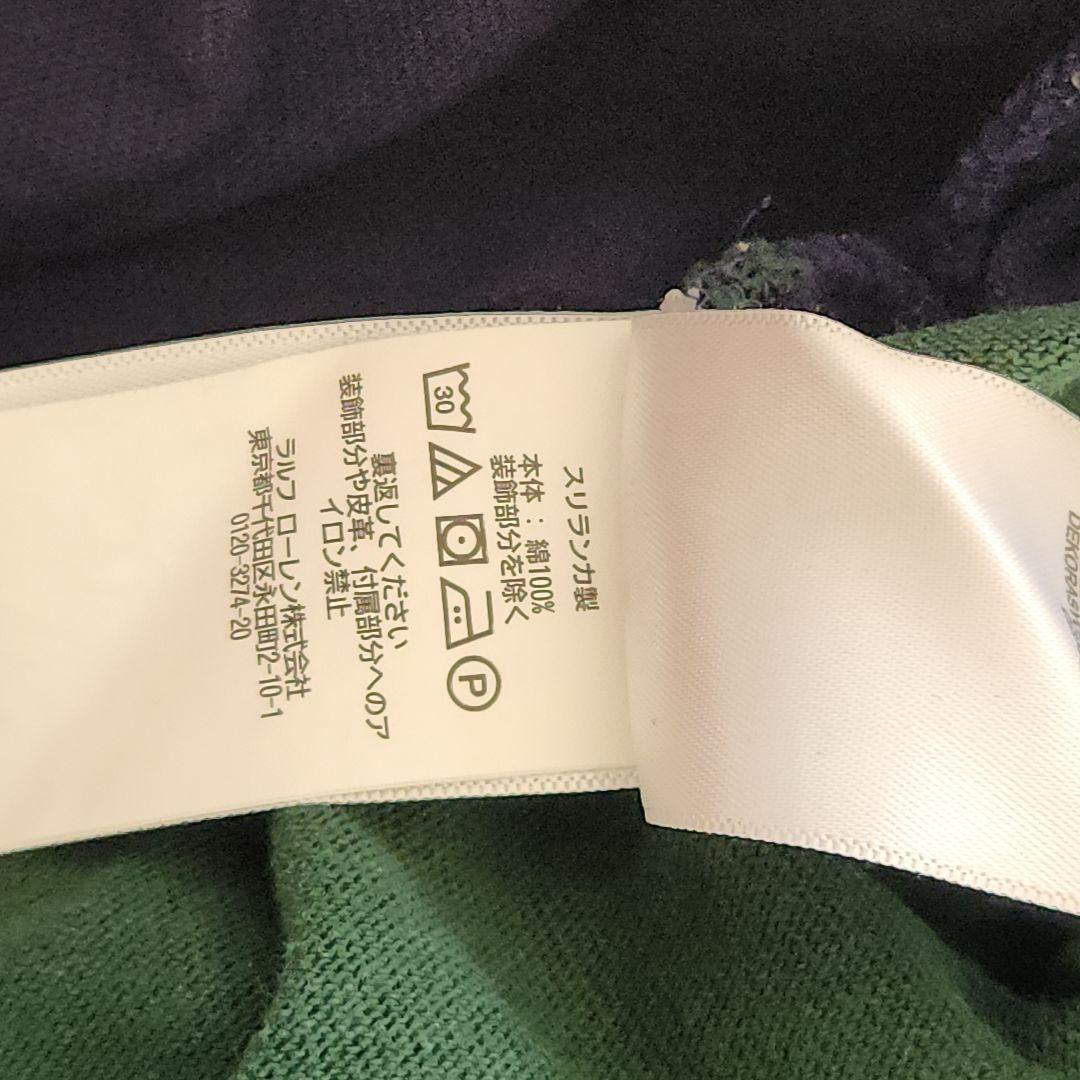 スリランカ製
本体：綿100%
装飾部分を除く
30
P
裏返してください
装飾部分や皮革、付属部分へのア
イロン禁止
ラルフ ローレン株式会社
東京都千代田区永田町2-10-1
0120-3274-20